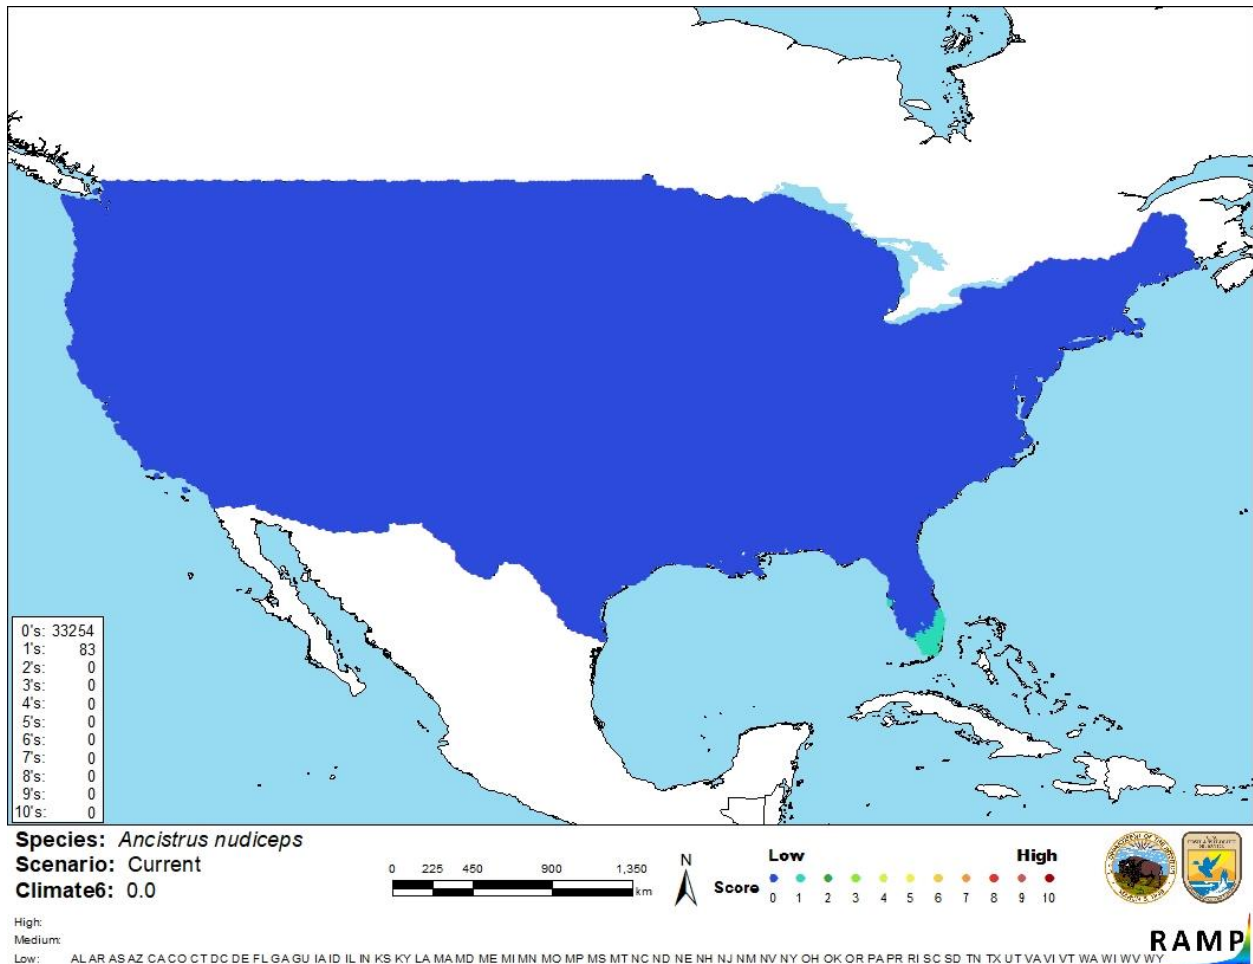 0's: 33254
1's: 83
2's: 0
3's: 0
4's: 0
5's: 0
6's: 0
7's: 0
8's: 0
9's: 0
10's: 0
Species: Ancistrus nudiceps
Scenario: Current
Climate6: 0.0
0 225 450 900 1,350
km
N
Low High
Score 0 1 2 3 4 5 6 7 8 9 10
High:
Medium:
Low: AL AR AS AZ CA CO CT DC DE FL GA GU IA ID IL IN KS KY LA MA MD ME MI MN MO MP MS MT NC ND NE NH NJ NM NV NY OH OK OR PA PR RI SC SD TN TX UT VA VI VT WA WI WV WY
RAMP